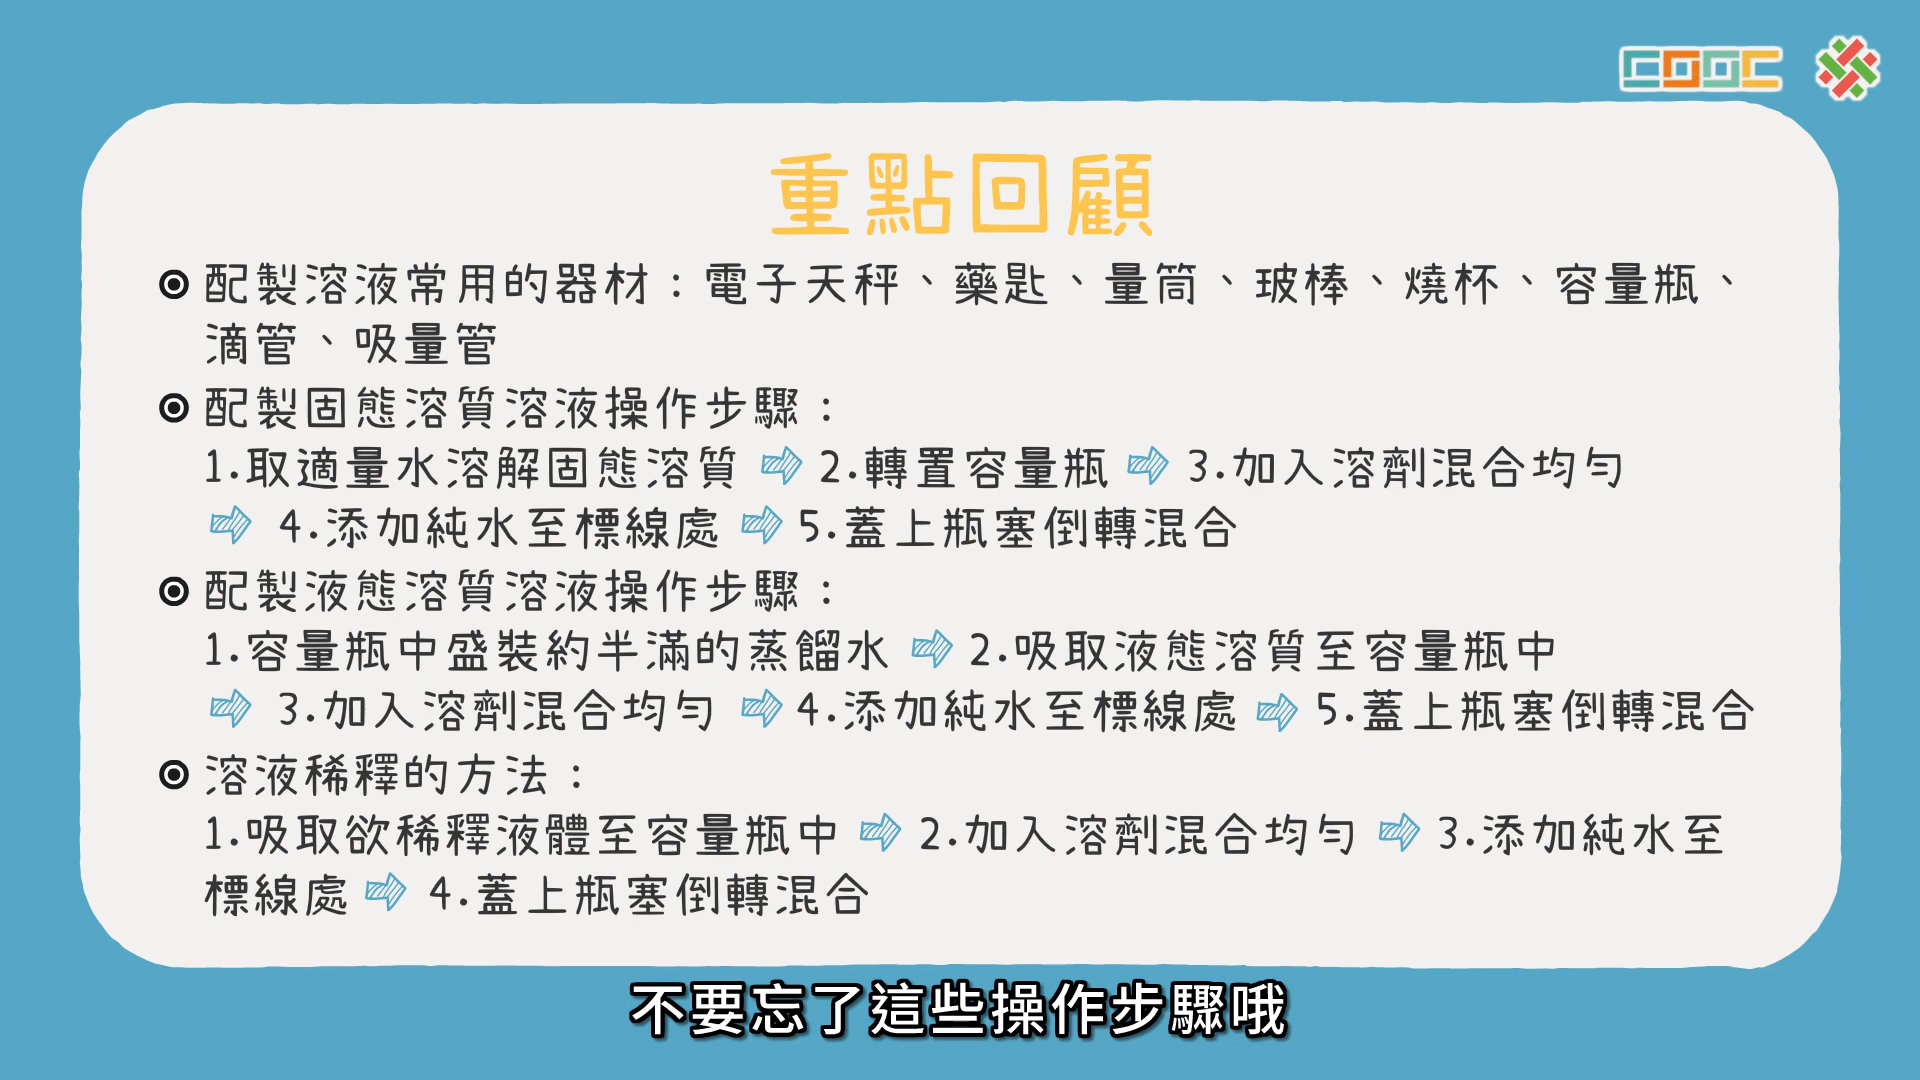 COOC
重點回顧
配製溶液常用的器材：電子天秤、藥匙、量筒、玻棒、燒杯、容量瓶、
滴管、吸量管
配製固態溶質溶液操作步驟：
1.取適量水溶解固態溶質 ⇨ 2.轉置容量瓶 ⇨ 3.加入溶劑混合均勻
⇨ 4.添加純水至標線處 ⇨ 5.蓋上瓶塞倒轉混合
配製液態溶質溶液操作步驟：
1.容量瓶中盛裝約半滿的蒸餾水 ⇨ 2.吸取液態溶質至容量瓶中
⇨ 3.加入溶劑混合均勻 ⇨ 4.添加純水至標線處 ⇨ 5.蓋上瓶塞倒轉混合
溶液稀釋的方法：
1.吸取欲稀釋液體至容量瓶中 ⇨ 2.加入溶劑混合均勻 ⇨ 3.添加純水至
標線處 ⇨ 4.蓋上瓶塞倒轉混合
不要忘了這些操作步驟哦